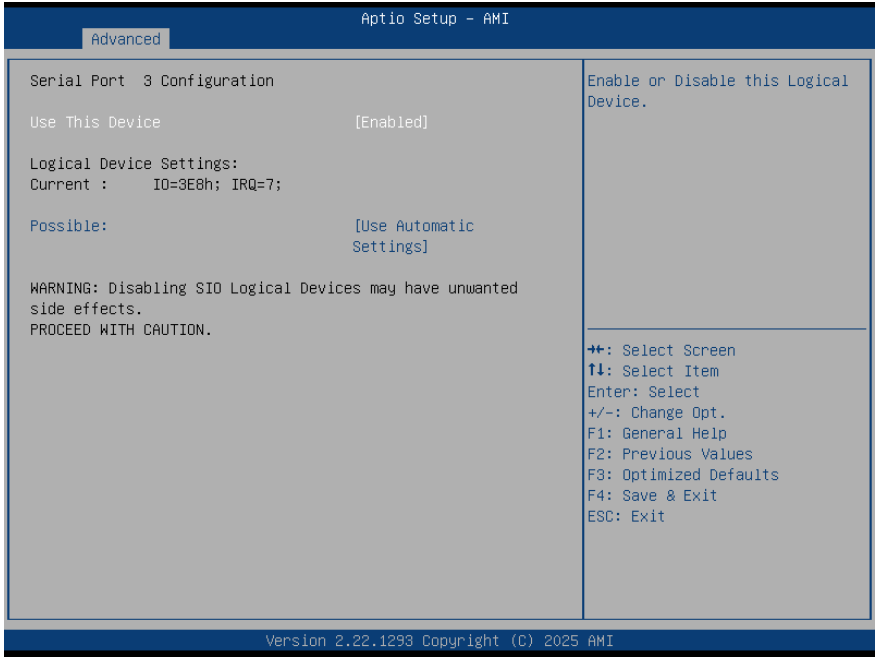 Aptio Setup - AMI
Advanced
Serial Port  3 Configuration
Use This Device [Enabled]
Logical Device Settings:
Current :     IO=3E8h; IRQ=7;
Possible: [Use Automatic
Settings]
WARNING: Disabling SIO Logical Devices may have unwanted
side effects.
PROCEED WITH CAUTION.
Enable or Disable this Logical
Device.
→←: Select Screen
↑↓: Select Item
Enter: Select
+/-: Change Opt.
F1: General Help
F2: Previous Values
F3: Optimized Defaults
F4: Save & Exit
ESC: Exit
Version 2.22.1293 Copyright (C) 2025 AMI